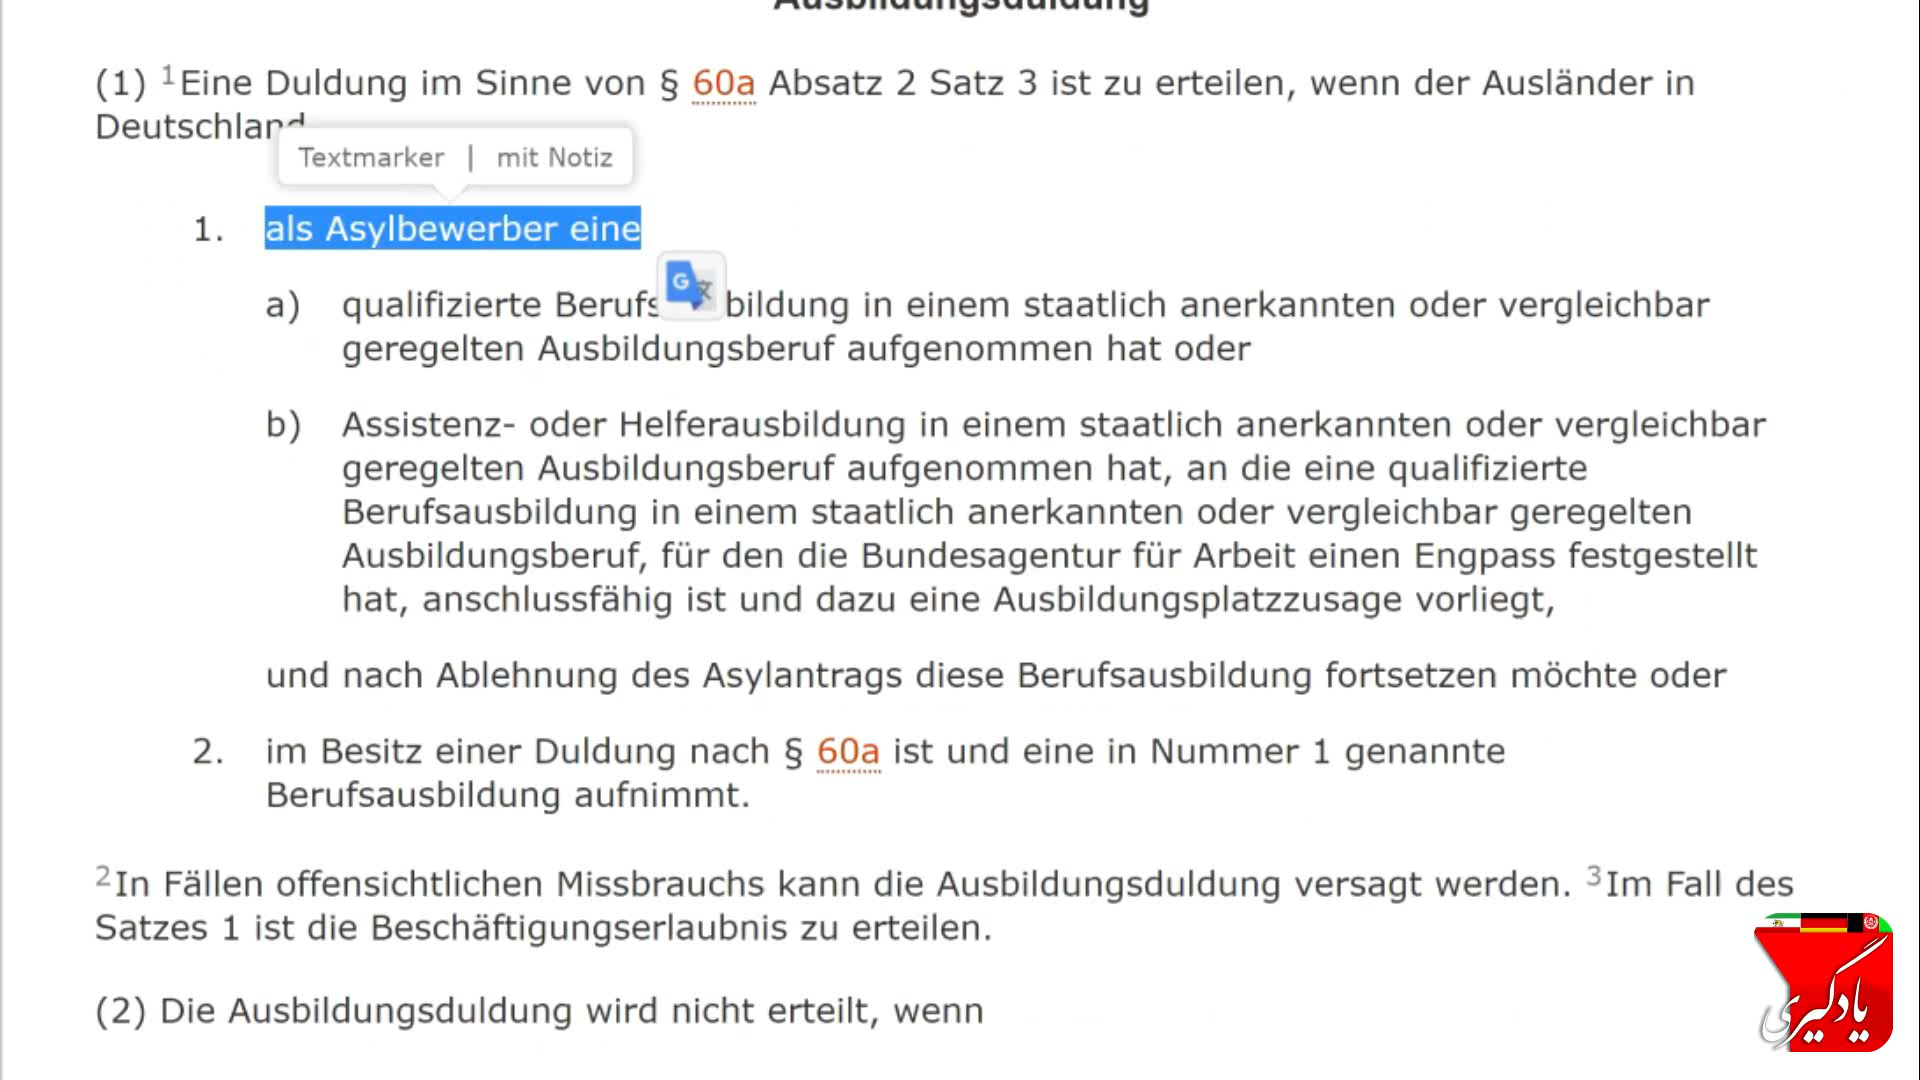 Ausbildungsduldung
(1) 1Eine Duldung im Sinne von § 60a Absatz 2 Satz 3 ist zu erteilen, wenn der Ausländer in
Deutschland
Textmarker | mit Notiz
1. als Asylbewerber eine
a) qualifizierte Berufs bildung in einem staatlich anerkannten oder vergleichbar
geregelten Ausbildungsberuf aufgenommen hat oder
b) Assistenz- oder Helferausbildung in einem staatlich anerkannten oder vergleichbar
geregelten Ausbildungsberuf aufgenommen hat, an die eine qualifizierte
Berufsausbildung in einem staatlich anerkannten oder vergleichbar geregelten
Ausbildungsberuf, für den die Bundesagentur für Arbeit einen Engpass festgestellt
hat, anschlussfähig ist und dazu eine Ausbildungsplatzzusage vorliegt,
und nach Ablehnung des Asylantrags diese Berufsausbildung fortsetzen möchte oder
2. im Besitz einer Duldung nach § 60a ist und eine in Nummer 1 genannte
Berufsausbildung aufnimmt.
2In Fällen offensichtlichen Missbrauchs kann die Ausbildungsduldung versagt werden. 3Im Fall des
Satzes 1 ist die Beschäftigungserlaubnis zu erteilen.
(2) Die Ausbildungsduldung wird nicht erteilt, wenn
یادگیری